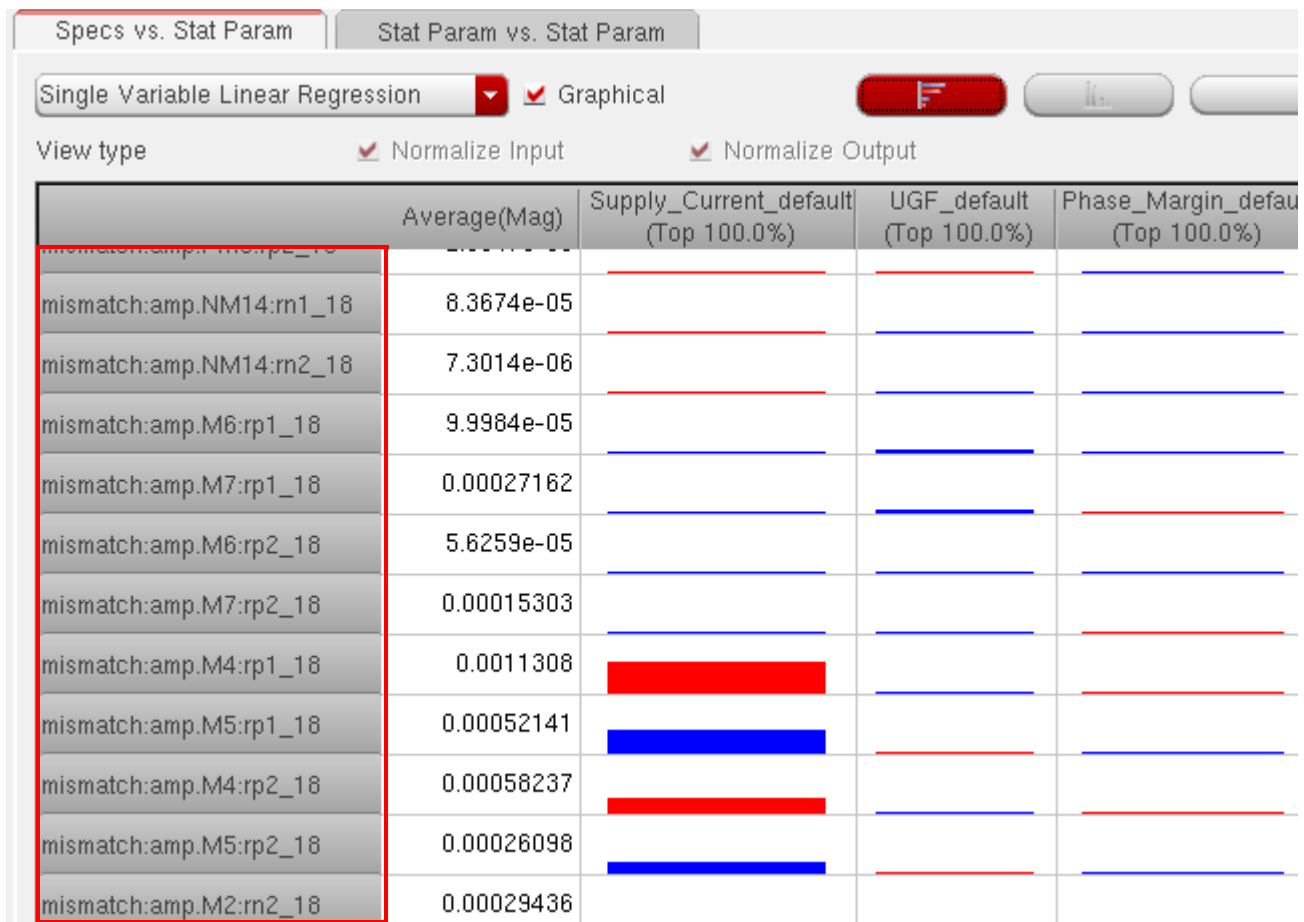 Specs vs. Stat Param Stat Param vs. Stat Param
Single Variable Linear Regression Graphical
View type Normalize Input Normalize Output
Average(Mag) Supply_Current_default UGF_default Phase_Margin_defau
(Top 100.0%) (Top 100.0%) (Top 100.0%)
mismatch:amp.NM14:rn1_18 8.3674e-05
mismatch:amp.NM14:rn2_18 7.3014e-06
mismatch:amp.M6:rp1_18 9.9984e-05
mismatch:amp.M7:rp1_18 0.00027162
mismatch:amp.M6:rp2_18 5.6259e-05
mismatch:amp.M7:rp2_18 0.00015303
mismatch:amp.M4:rp1_18 0.0011308
mismatch:amp.M5:rp1_18 0.00052141
mismatch:amp.M4:rp2_18 0.00058237
mismatch:amp.M5:rp2_18 0.00026098
mismatch:amp.M2:rn2_18 0.00029436